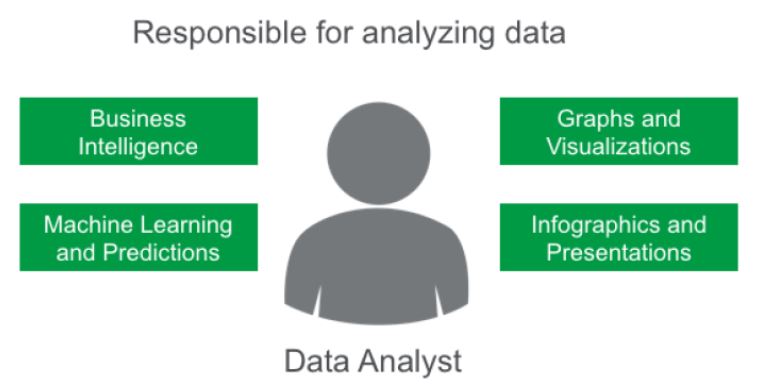 Responsible for analyzing data
Business
Intelligence
Graphs and
Visualizations
Machine Learning
and Predictions
Infographics and
Presentations
Data Analyst